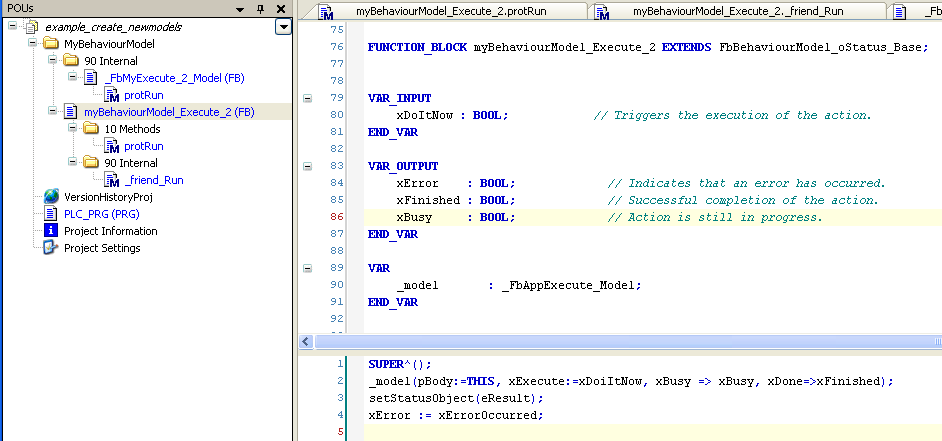 POUs
example_create_newmodels
MyBehaviourModel
90 Internal
_FbMyExecute_2_Model (FB)
protRun
myBehaviourModel_Execute_2 (FB)
10 Methods
protRun
90 Internal
_friend_Run
VersionHistoryProj
PLC_PRG (PRG)
Project Information
Project Settings
myBehaviourModel_Execute_2.protRun
myBehaviourModel_Execute_2._friend_Run
_Fb
75
76 FUNCTION_BLOCK myBehaviourModel_Execute_2 EXTENDS FbBehaviourModel_oStatus_Base;
77
78
79 VAR_INPUT
80 xDoItNow : BOOL; // Triggers the execution of the action.
81 END_VAR
82
83 VAR_OUTPUT
84 xError : BOOL; // Indicates that an error has occurred.
85 xFinished : BOOL; // Successful completion of the action.
86 xBusy : BOOL; // Action is still in progress.
87 END_VAR
88
89 VAR
90 _model : _FbAppExecute_Model;
91 END_VAR
92
1 SUPER^();
2 _model(pBody:=THIS, xExecute:=xDoiItNow, xBusy => xBusy, xDone=>xFinished);
3 setStatusObject(eResult);
4 xError := xErrorOccurred;
5